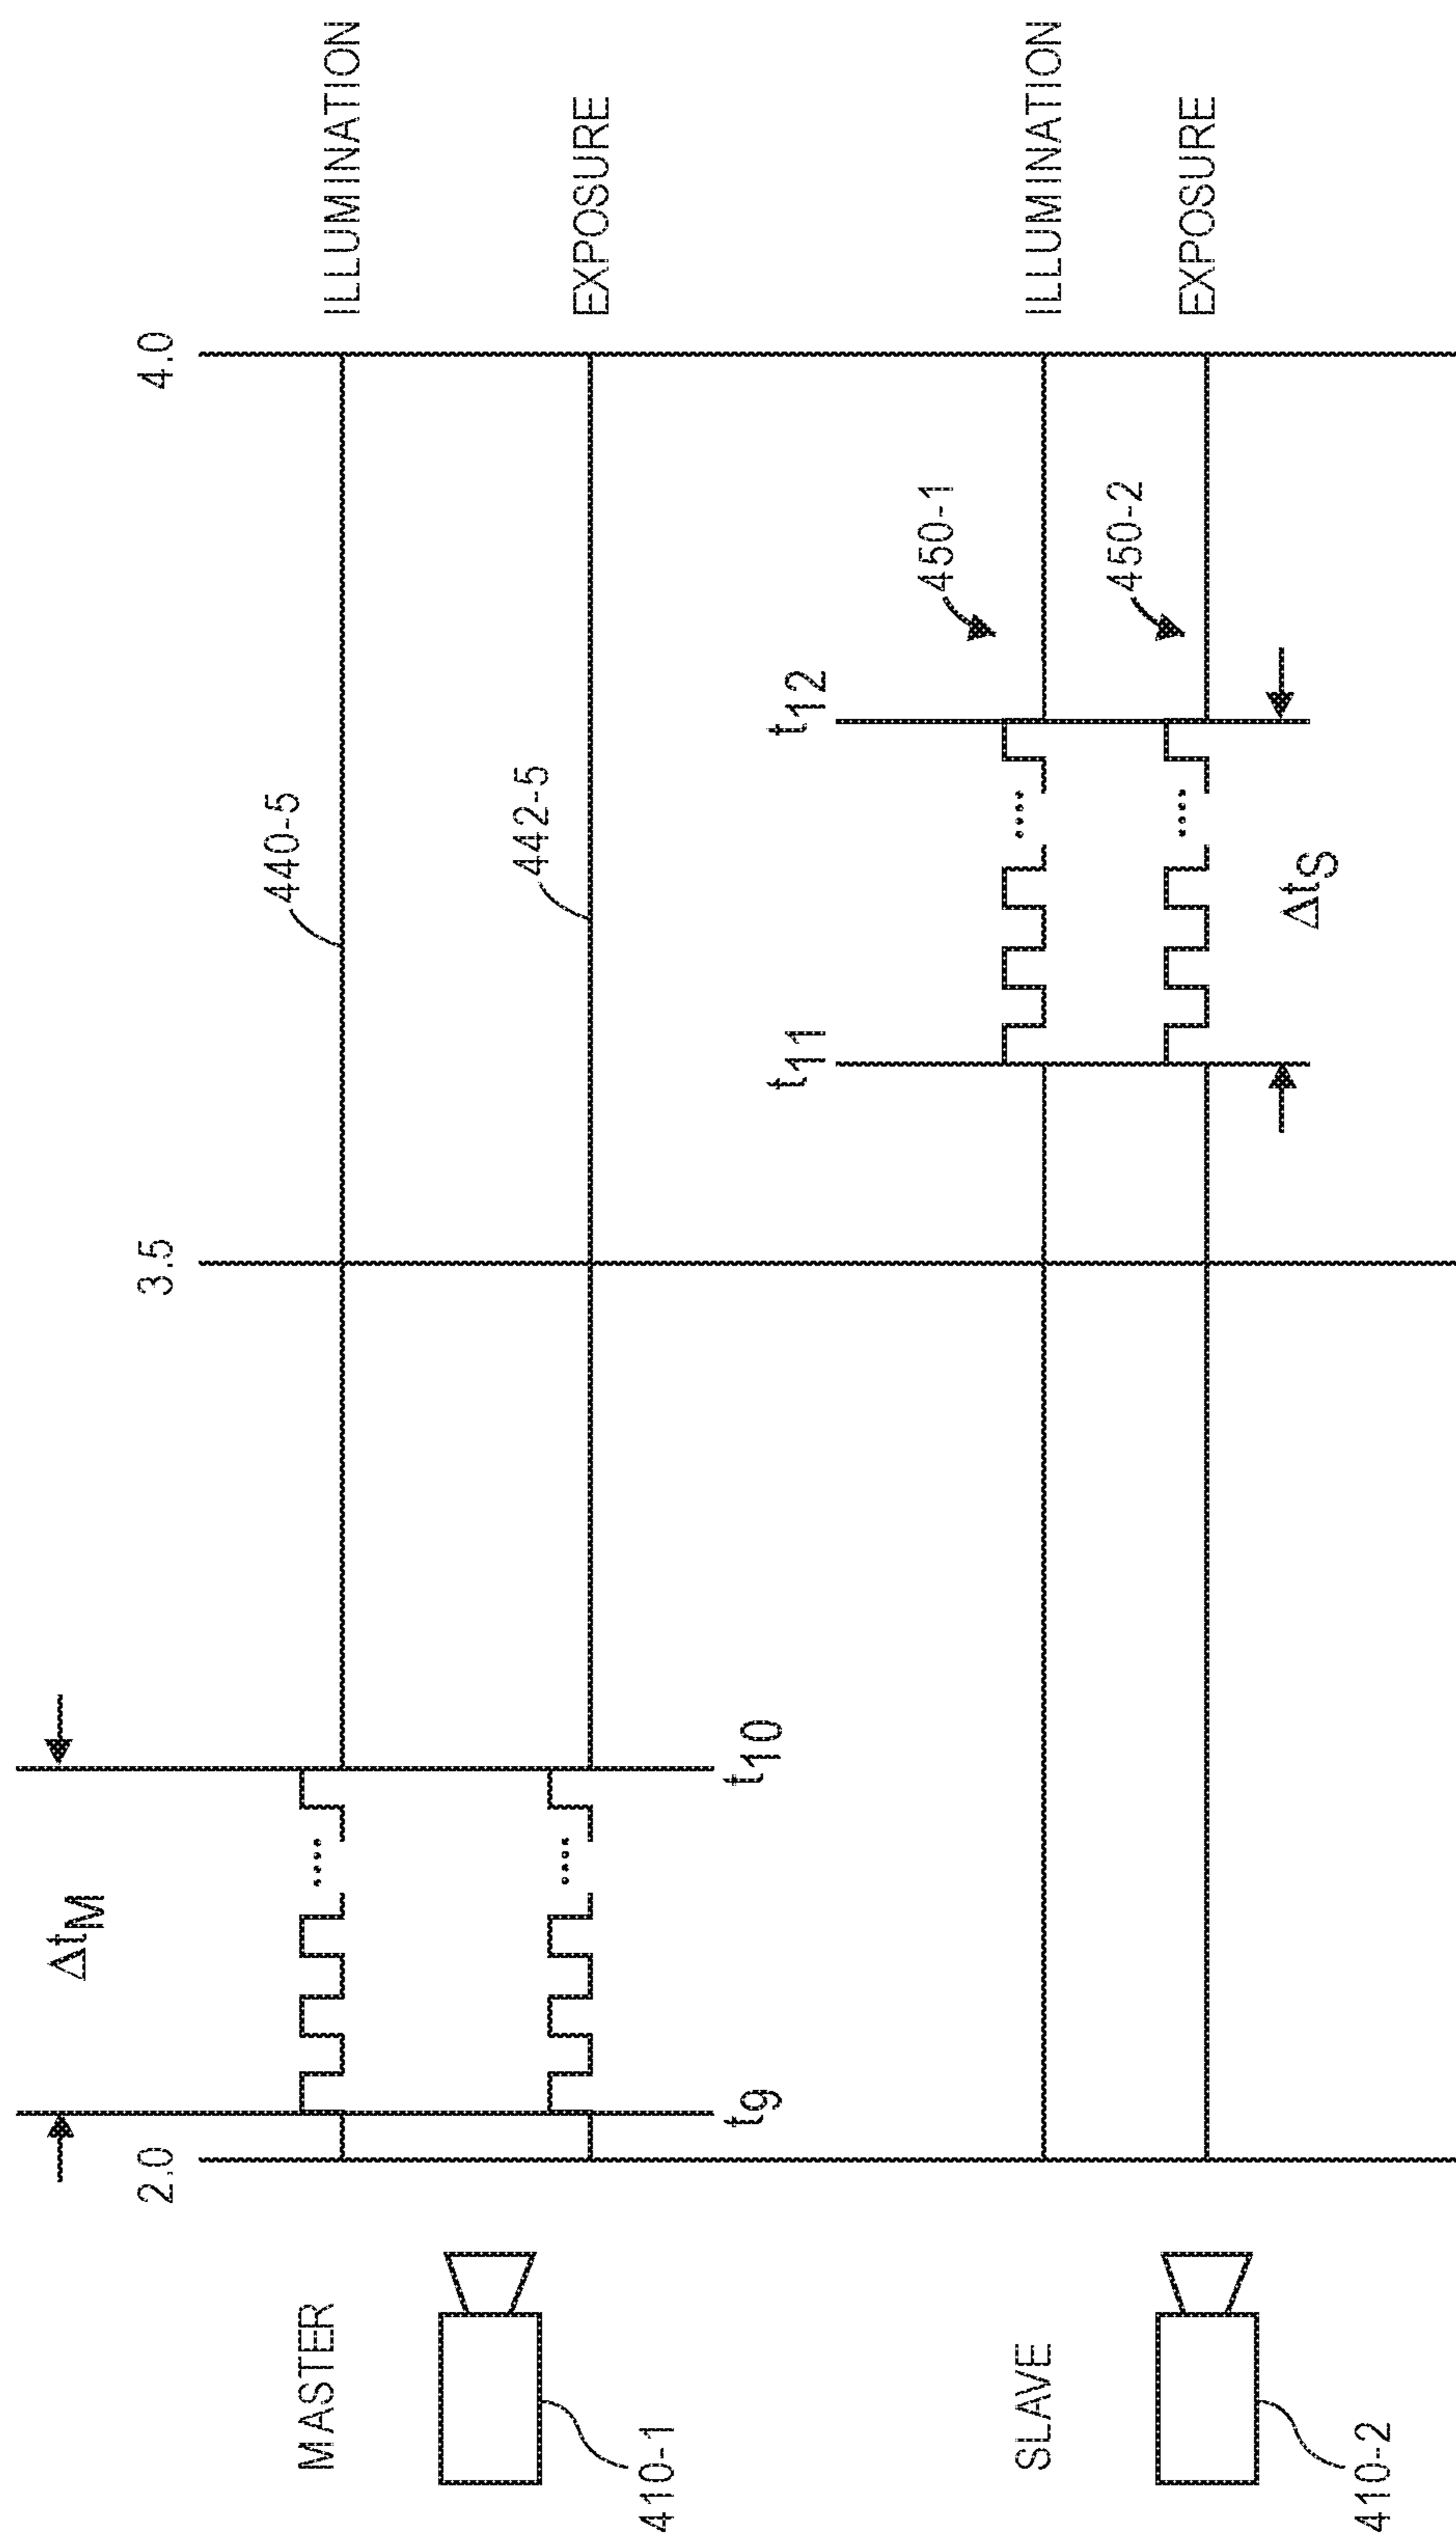 ΔtM
2.0
3.5
4.0
MASTER
440-5
ILLUMINATION
442-5
EXPOSURE
410-1
t9
t10
t11
t12
450-1
SLAVE
ILLUMINATION
450-2
EXPOSURE
ΔtS
410-2